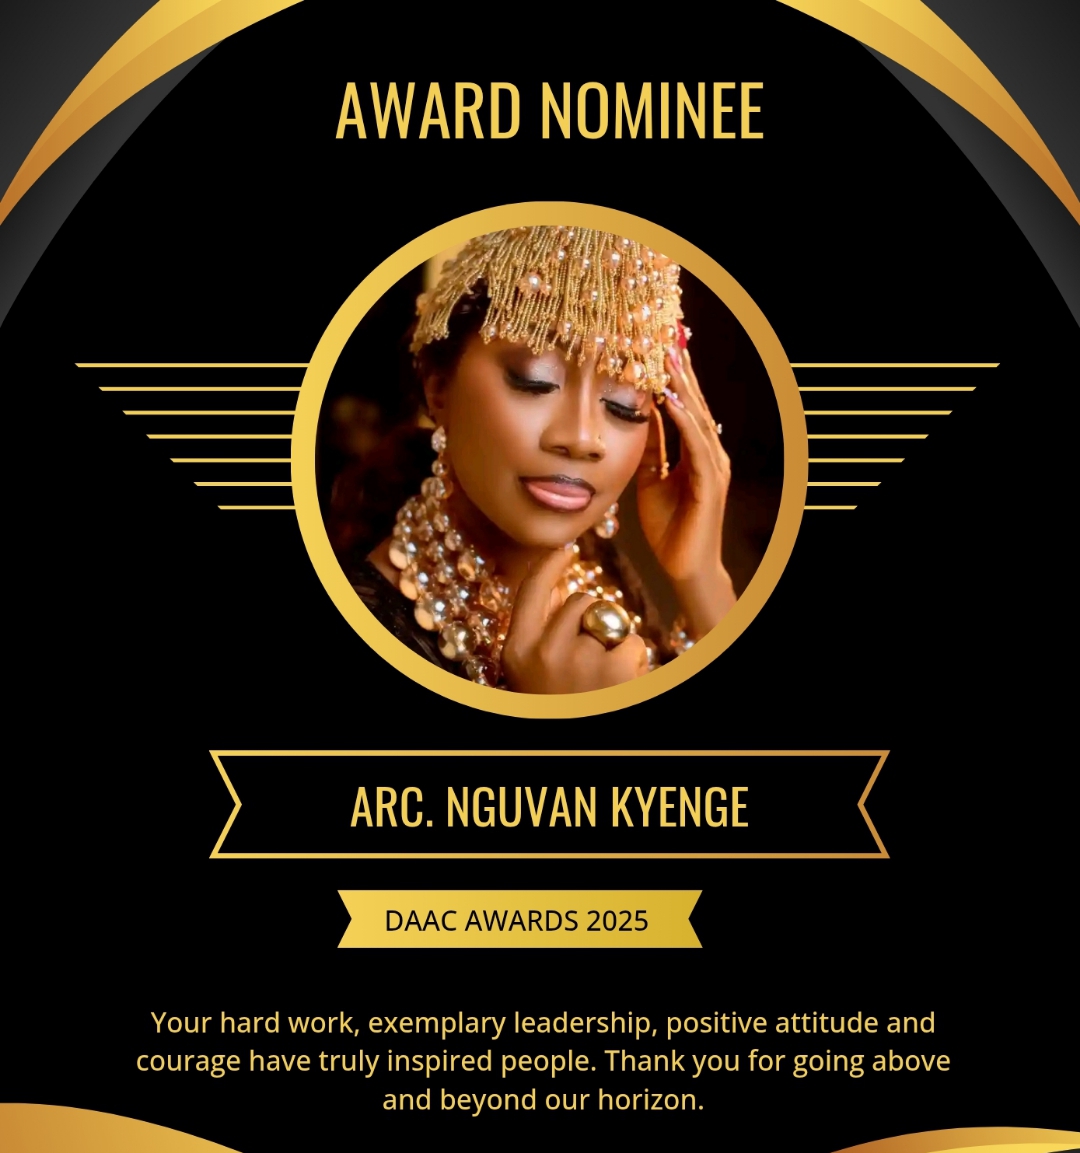 AWARD NOMINEE
ARC. NGUVAN KYENGE
DAAC AWARDS 2025
Your hard work, exemplary leadership, positive attitude and
courage have truly inspired people. Thank you for going above
and beyond our horizon.